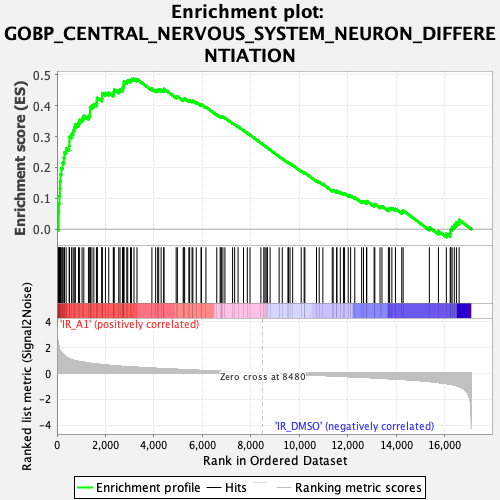 Enrichment plot:
GOBP_CENTRAL_NERVOUS_SYSTEM_NEURON_DIFFERE
NTIATION
Enrichment score (ES)
0.5
0.4
0.3
0.2
0.1
0.0
'IR_A1' (positively correlated)
Ranked list metric (Signal2Noise)
4
2
0
-2
-4
Zero cross at 8480
'IR_DMSO' (negatively correlated)
0
2,000
4,000
6,000
8,000
10,000
12,000
14,000
16,000
Rank in Ordered Dataset
Enrichment profile
Hits
Ranking metric scores